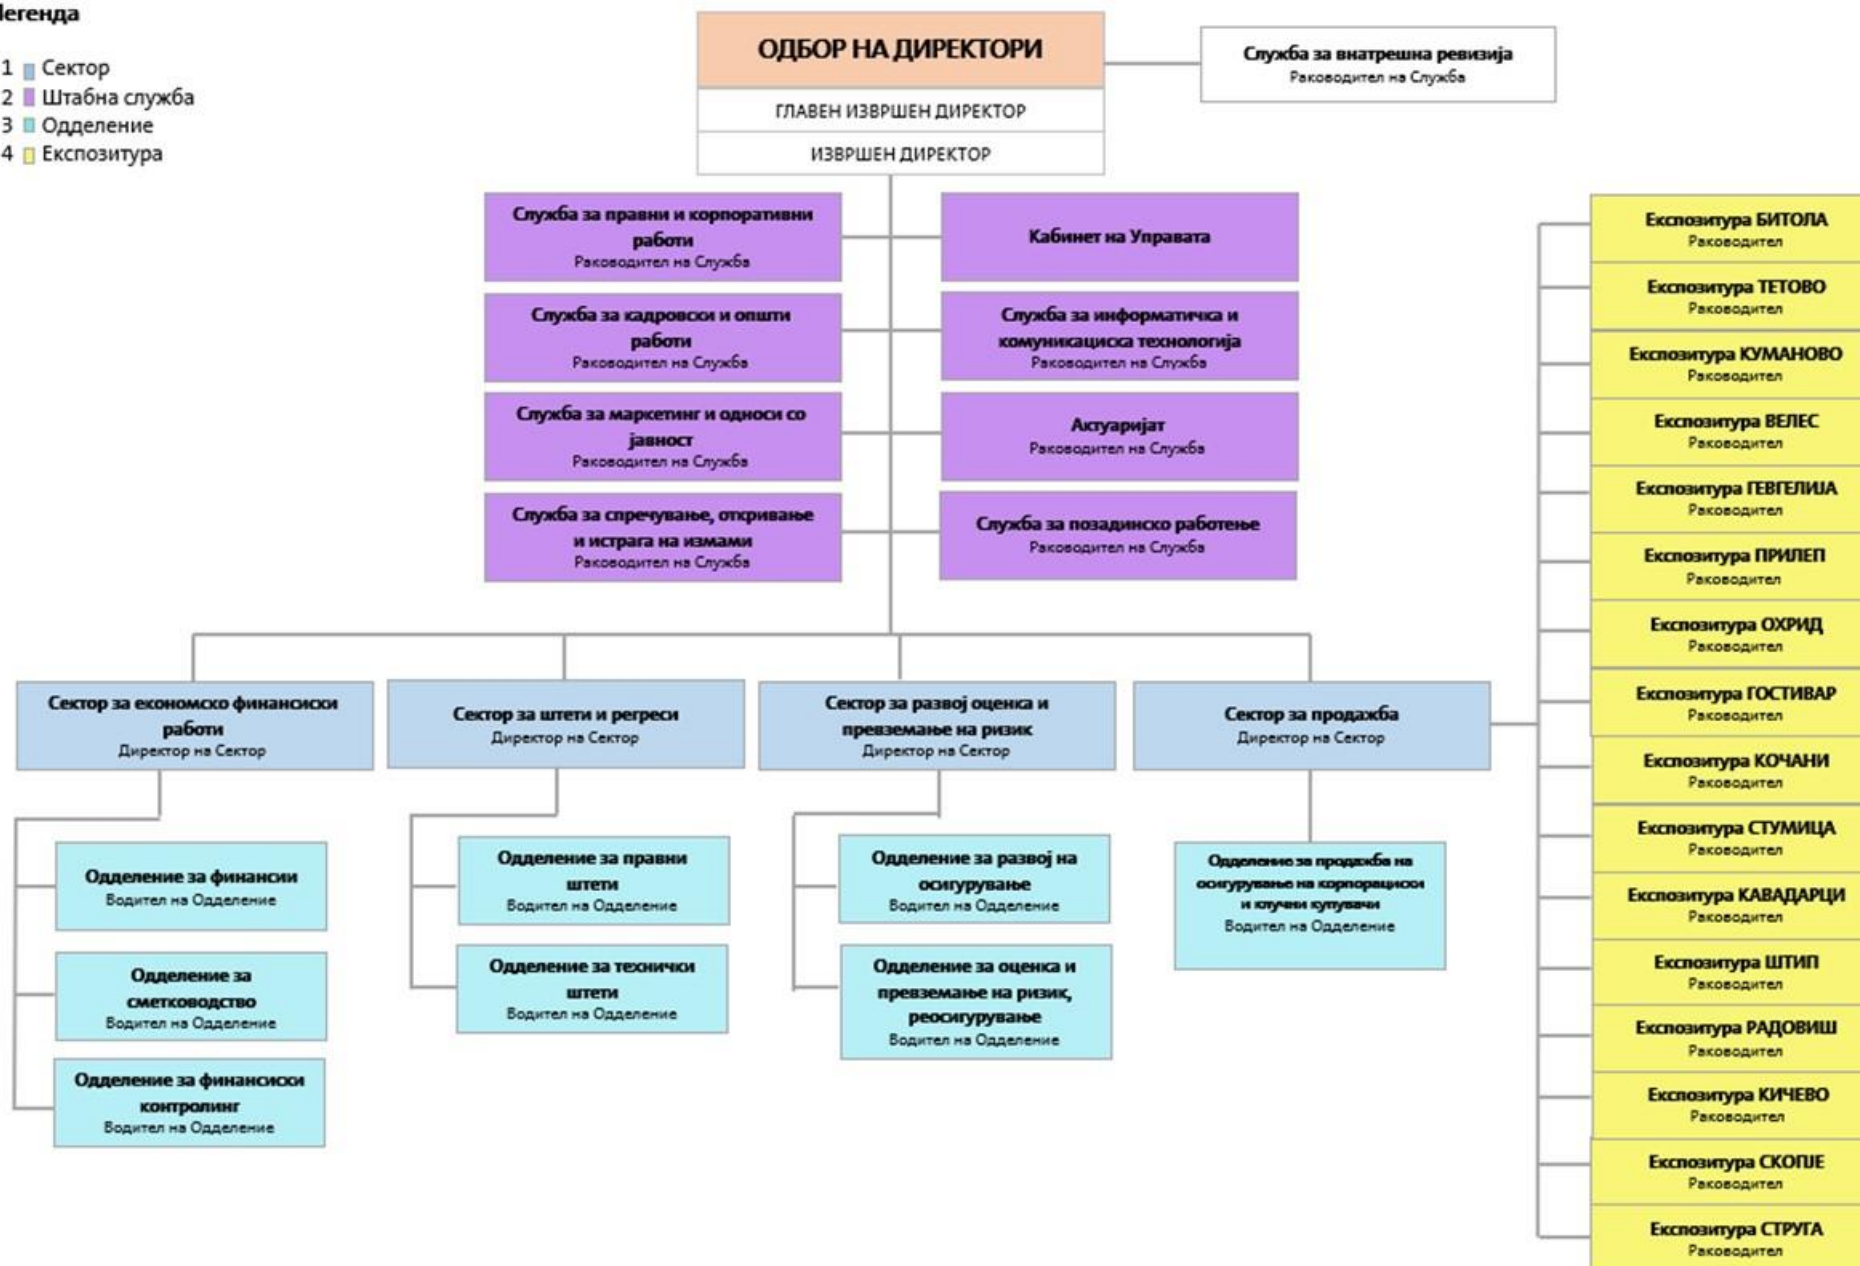 Легенда
1 Сектор
2 Штабна служба
3 Одделение
4 Експозитура
ОДБОР НА ДИРЕКТОРИ
ГЛАВЕН ИЗВРШЕН ДИРЕКТОР
ИЗВРШЕН ДИРЕКТОР
Служба за внатрешна ревизија
Раководител на Служба
Служба за правни и корпоративни
работи
Раководител на Служба
Кабинет на Управата
Служба за кадровски и општи
работи
Раководител на Служба
Служба за информатичка и
комуникациска технологија
Раководител на Служба
Служба за маркетинг и односи со
јавност
Раководител на Служба
Актуаријат
Раководител на Служба
Служба за спречување, откривање
и истрага на измами
Раководител на Служба
Служба за позадинско работење
Раководител на Служба
Сектор за економско финансиски
работи
Директор на Сектор
Одделение за финансии
Водител на Одделение
Одделение за
сметководство
Водител на Одделение
Одделение за финансиски
контролинг
Водител на Одделение
Сектор за штети и регреси
Директор на Сектор
Одделение за правни
штети
Водител на Одделение
Одделение за технички
штети
Водител на Одделение
Сектор за развој оценка и
превземање на ризик
Директор на Сектор
Одделение за развој на
осигурување
Водител на Одделение
Одделение за оценка и
превземање на ризик,
реосигурување
Водител на Одделение
Сектор за продажба
Директор на Сектор
Одделение за продажба на
осигурување на корпорациски
и клучни купувачи
Водител на Одделение
Експозитура БИТОЛА
Раководител
Експозитура ТЕТОВО
Раководител
Експозитура КУМАНОВО
Раководител
Експозитура ВЕЛЕС
Раководител
Експозитура ГЕВГЕЛИЈА
Раководител
Експозитура ПРИЛЕП
Раководител
Експозитура ОХРИД
Раководител
Експозитура ГОСТИВАР
Раководител
Експозитура КОЧАНИ
Раководител
Експозитура СТУМИЦА
Раководител
Експозитура КАВАДАРЦИ
Раководител
Експозитура ШТИП
Раководител
Експозитура РАДОВИШ
Раководител
Експозитура КИЧЕВО
Раководител
Експозитура СКОПЈЕ
Раководител
Експозитура СТРУГА
Раководител